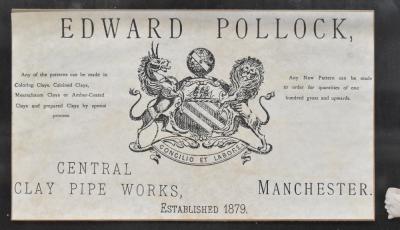 EDWARD POLLOCK,
Any of the patterns can be made in
Coloring Clays, Calcined Clays,
Meerschaum Clays or Amber-Coated
Clays and prepared Clays by special
process.
Any New Pattern can be made
to order for quantities of one
hundred gross and upwards.
CONCILIO ET LABORE
CENTRAL
CLAY PIPE WORKS,
MANCHESTER.
ESTABLISHED 1879.